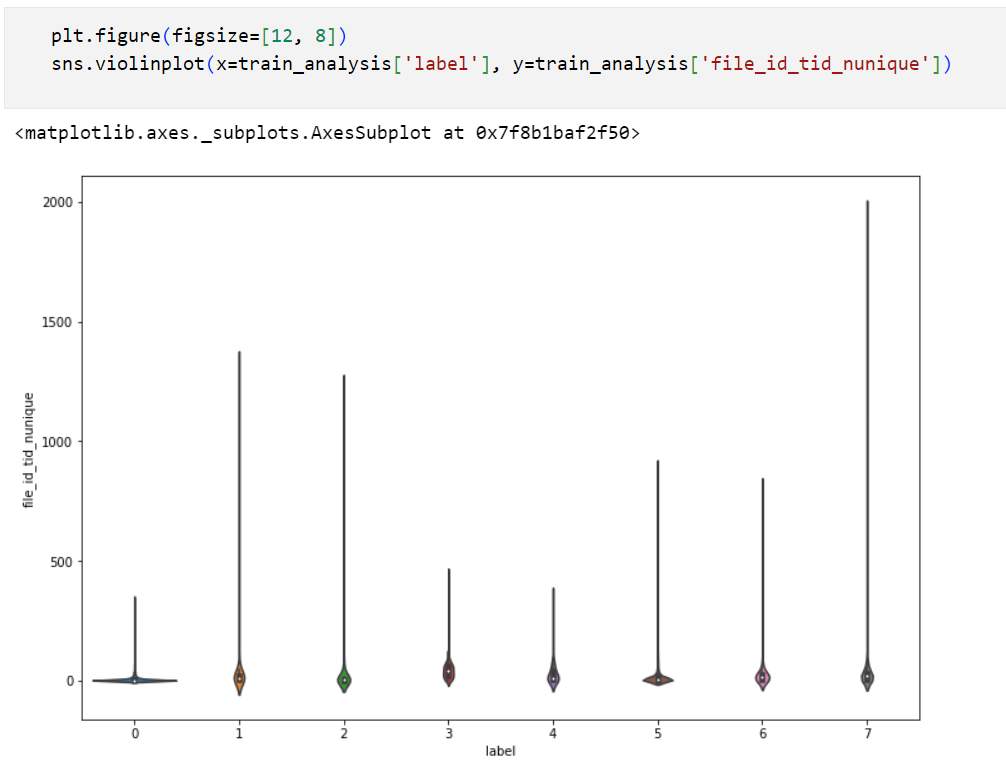 plt.figure(figsize=[12, 8])
sns.violinplot(x=train_analysis['label'], y=train_analysis['file_id_tid_nunique'])
<matplotlib.axes._subplots.AxesSubplot at 0x7f8b1baf2f50>
2000
1500
1000
500
0
file_id_tid_nunique
0 1 2 3 4 5 6 7
label